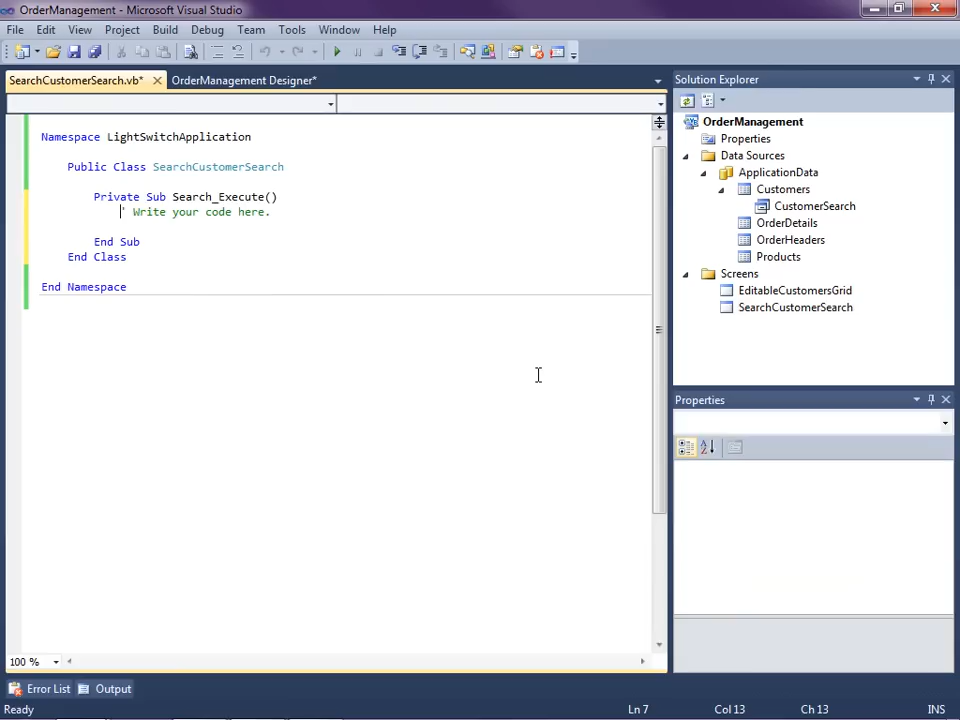 OrderManagement - Microsoft Visual Studio
File Edit View Project Build Debug Team Tools Window Help
SearchCustomerSearch.vb* OrderManagement Designer*
Namespace LightSwitchApplication
Public Class SearchCustomerSearch
Private Sub Search_Execute()
' Write your code here.
End Sub
End Class
End Namespace
100 %
Solution Explorer
OrderManagement
Properties
Data Sources
ApplicationData
Customers
CustomerSearch
OrderDetails
OrderHeaders
Products
Screens
EditableCustomersGrid
SearchCustomerSearch
Properties
Error List Output
Ready Ln 7 Col 13 Ch 13 INS